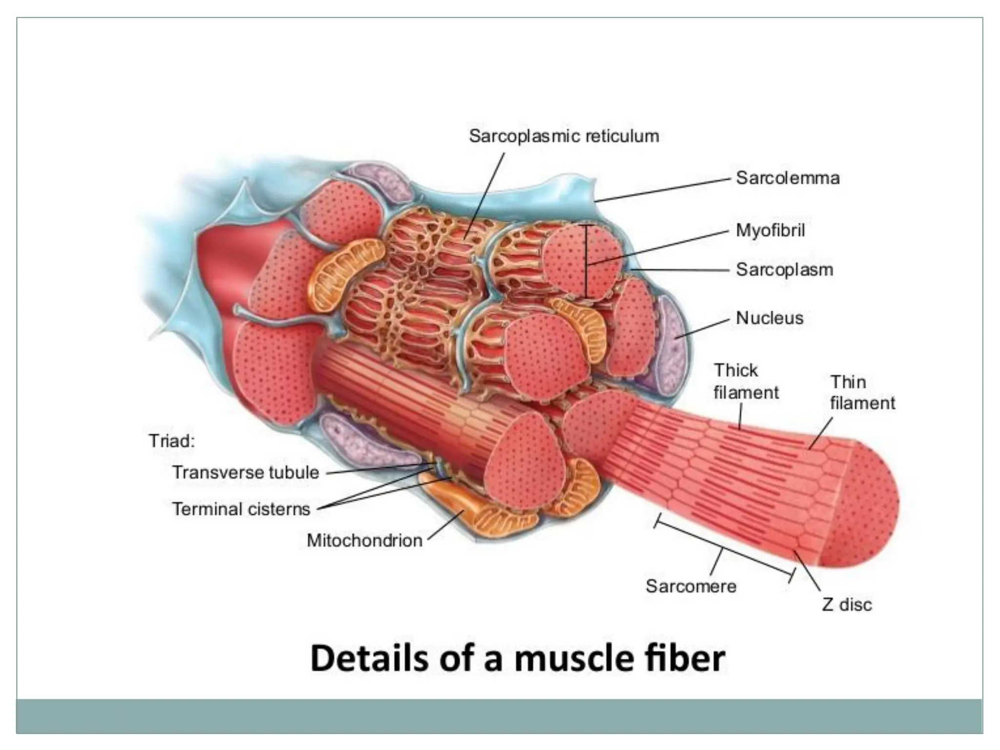 Sarcoplasmic reticulum
Sarcolemma
Myofibril
Sarcoplasm
Nucleus
Thick
filament
Thin
filament
Triad:
Transverse tubule
Terminal cisterns
Mitochondrion
Sarcomere
Z disc
Details of a muscle fiber